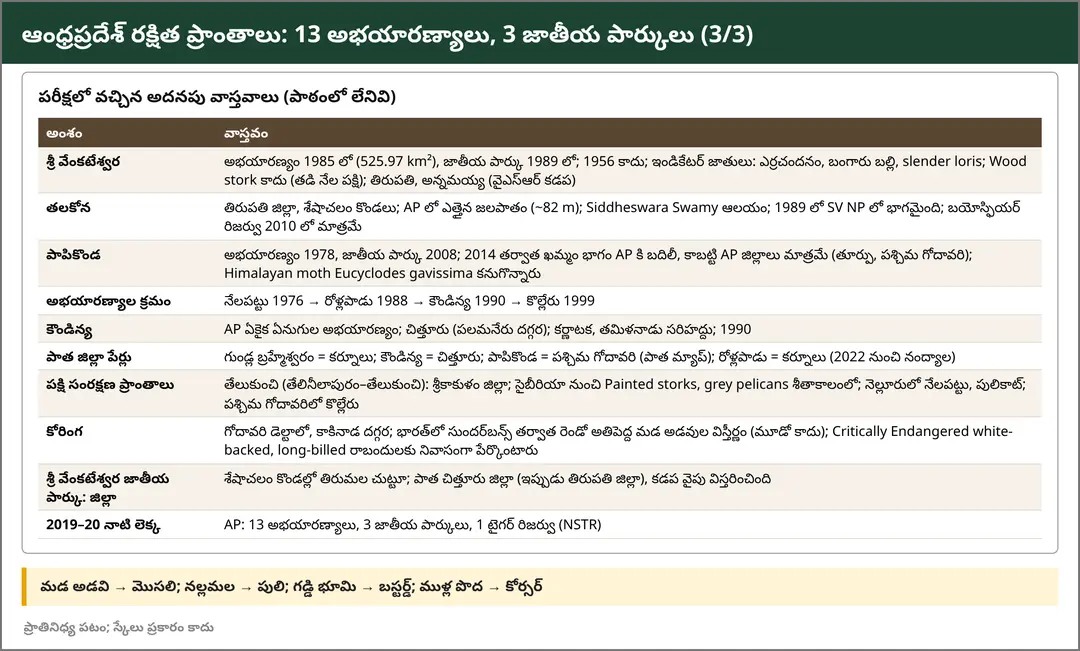 ఆంధ్రప్రదేశ్ రక్షిత ప్రాంతాలు: 13 అభయారణ్యాలు, 3 జాతీయ పార్కులు (3/3)
పరీక్షలో వచ్చిన అదనపు వాస్తవాలు (పాఠంలో లేనివి)
అంశం వాస్తవం
శ్రీ వేంకటేశ్వర అభయారణ్యం 1985 లో (525.97 km²), జాతీయ పార్కు 1989 లో; 1956 కాదు; ఇండికేటర్ జాతులు: ఎర్రచందనం, బంగారు బల్లి, slender loris; Wood
stork కాదు (తడి నేల పక్షి); తిరుపతి, అన్నమయ్య (వైఎస్ఆర్ కడప)
తలకోన తిరుపతి జిల్లా, శేషాచలం కొండలు; AP లో ఎత్తైన జలపాతం (~82 m); Siddheswara Swamy ఆలయం; 1989 లో SV NP లో భాగమైంది; బయోస్ఫియర్
రిజర్వు 2010 లో మాత్రమే
పాపికొండ అభయారణ్యం 1978, జాతీయ పార్కు 2008; 2014 తర్వాత ఖమ్మం భాగం AP కి బదిలీ, కాబట్టి AP జిల్లాలు మాత్రమే (తూర్పు, పశ్చిమ గోదావరి);
Himalayan moth Eucyclodes gavissima కనుగొన్నారు
అభయారణ్యాల క్రమం నేలపట్టు 1976 → రోళ్లపాడు 1988 → కౌండిన్య 1990 → కొల్లేరు 1999
కౌండిన్య AP ఏకైక ఏనుగుల అభయారణ్యం; చిత్తూరు (పలమనేరు దగ్గర); కర్ణాటక, తమిళనాడు సరిహద్దు; 1990
పాత జిల్లా పేర్లు గుండ్ల బ్రహ్మేశ్వరం = కర్నూలు; కౌండిన్య = చిత్తూరు; పాపికొండ = పశ్చిమ గోదావరి (పాత మ్యాప్); రోళ్లపాడు = కర్నూలు (2022 నుంచి నంద్యాల)
పక్షి సంరక్షణ ప్రాంతాలు తేలుకుంచి (తేలినీలాపురం–తేలుకుంచి): శ్రీకాకుళం జిల్లా; సైబీరియా నుంచి Painted storks, grey pelicans శీతాకాలంలో; నెల్లూరులో నేలపట్టు, పులికాట్;
పశ్చిమ గోదావరిలో కొల్లేరు
కోరింగ గోదావరి డెల్టాలో, కాకినాడ దగ్గర; భారత్‌లో సుందర్‌బన్స్ తర్వాత రెండో అతిపెద్ద మడ అడవుల విస్తీర్ణం (మూడో కాదు); Critically Endangered white-
backed, long-billed రాబందులకు నివాసంగా పేర్కొంటారు
శ్రీ వేంకటేశ్వర జాతీయ శేషాచలం కొండల్లో తిరుమల చుట్టూ; పాత చిత్తూరు జిల్లా (ఇప్పుడు తిరుపతి జిల్లా), కడప వైపు విస్తరించింది
పార్కు: జిల్లా
2019–20 నాటి లెక్క AP: 13 అభయారణ్యాలు, 3 జాతీయ పార్కులు, 1 టైగర్ రిజర్వు (NSTR)
మడ అడవి → మొసలి; నల్లమల → పులి; గడ్డి భూమి → బస్టర్డ్; ముళ్ల పొద → కోర్సర్
ప్రాతినిధ్య పటం; స్కేలు ప్రకారం కాదు